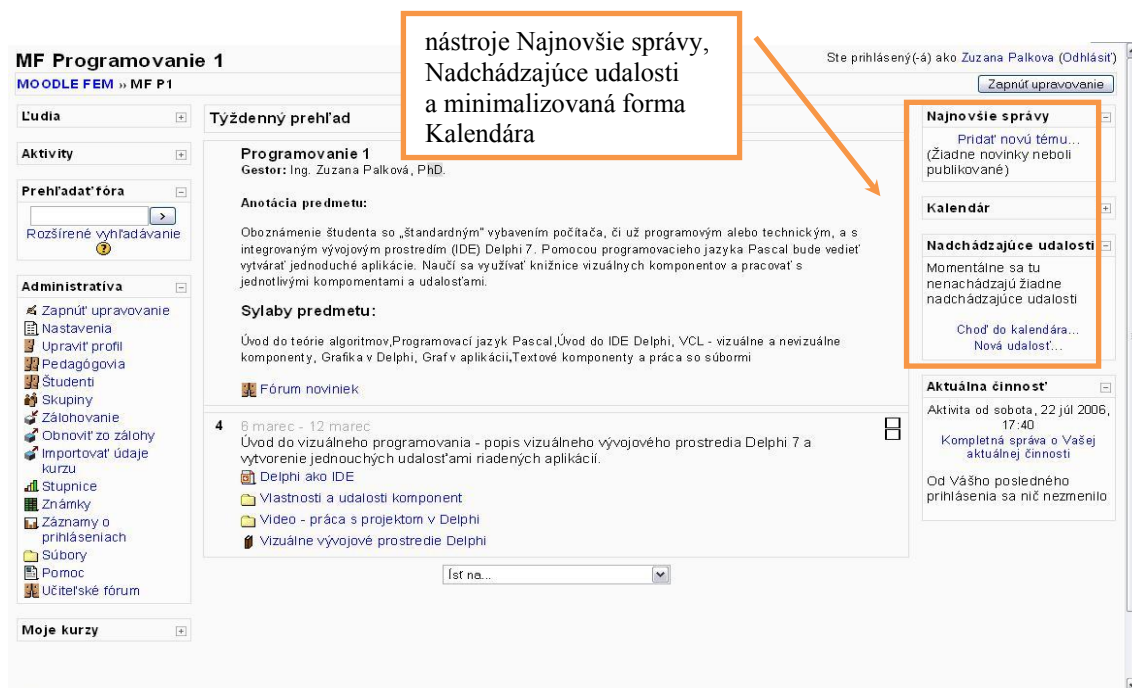 nástroje Najnovšie správy,
Nadchádzajúce udalosti
a minimalizovaná forma
Kalendára
MF Programovanie 1
Ste prihlásený(-á) ako Zuzana Palkova (Odhlásiť)
MOODLE FEM » MF P1
Zapnúť upravovanie
Ľudia
Aktivity
Prehľadať fóra
Rozšírené vyhľadávanie
Administratíva
Zapnúť upravovanie
Nastavenia
Upraviť profil
Pedagógovia
Študenti
Skupiny
Zálohovanie
Obnoviť zo zálohy
Importovať údaje
kurzu
Stupnice
Známky
Záznamy o
prihláseniach
Súbory
Pomoc
Učiteľské fórum
Moje kurzy
Týždenný prehľad
Programovanie 1
Gestor: Ing. Zuzana Palková, PhD.
Anotácia predmetu:
Oboznámenie študenta so „štandardným" vybavením počítača, či už programovým alebo technickým, a s
integrovaným vývojovým prostredím (IDE) Delphi 7. Pomocou programovacieho jazyka Pascal bude vedieť
vytvárať jednoduché aplikácie. Naučí sa využívať knižnice vizuálnych komponentov a pracovať s
jednotlivými kompomentami a udalosťami.
Sylaby predmetu:
Úvod do teórie algoritmov,Programovací jazyk Pascal,Úvod do IDE Delphi, VCL - vizuálne a nevizuálne
komponenty, Grafika v Delphi, Graf v aplikácii,Textové komponenty a práca so súbormi
Fórum noviniek
4 6 marec - 12 marec
Úvod do vizuálneho programovania - popis vizuálneho vývojového prostredia Delphi 7 a
vytvorenie jednouchých udalosťami riadených aplikácií.
Delphi ako IDE
Vlastnosti a udalosti komponent
Video - práca s projektom v Delphi
Vizuálne vývojové prostredie Delphi
Ísť na...
Najnovšie správy
Pridať novú tému...
(Žiadne novinky neboli
publikované)
Kalendár
Nadchádzajúce udalosti
Momentálne sa tu
nenachádzajú žiadne
nadchádzajúce udalosti
Choď do kalendára...
Nová udalosť...
Aktuálna činnosť
Aktivita od sobota, 22 júl 2006,
17:40
Kompletná správa o Vašej
aktuálnej činnosti
Od Vášho posledného
prihlásenia sa nič nezmenilo